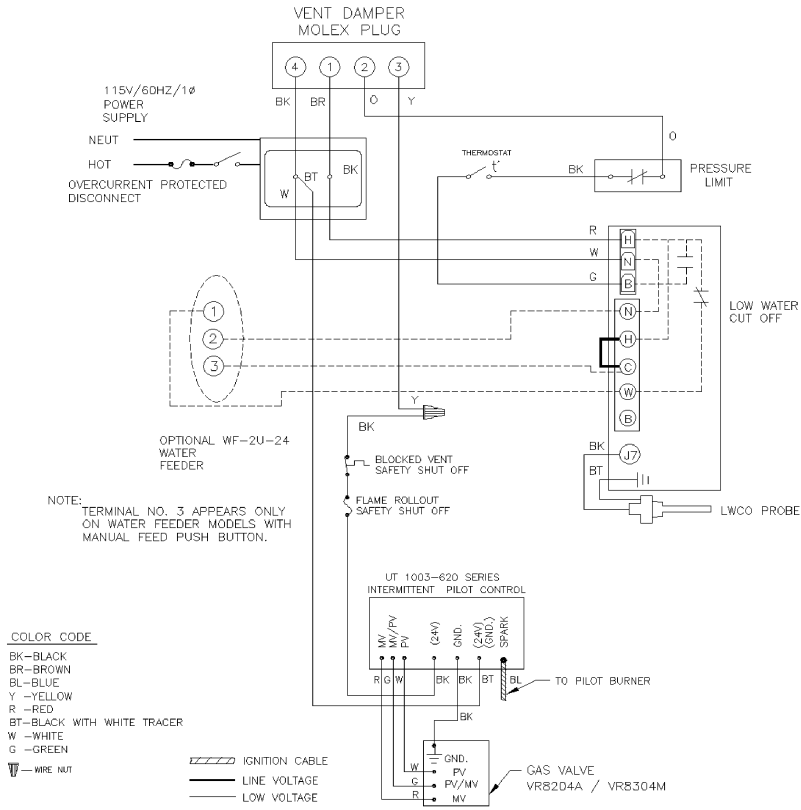 VENT DAMPER
MOLEX PLUG
4
1
2
3
BK
BR
O
Y
115V/60HZ/1Ø
POWER
SUPPLY
NEUT
HOT
OVERCURRENT PROTECTED
DISCONNECT
BT
BK
W
THERMOSTAT
t°
BK
O
PRESSURE
LIMIT
R
H
W
N
G
B
N
H
C
W
B
LOW WATER
CUT OFF
1
2
3
OPTIONAL WF-2U-24
WATER
FEEDER
Y
BK
BLOCKED VENT
SAFETY SHUT OFF
FLAME ROLLOUT
SAFETY SHUT OFF
BK
J7
BT
LWCO PROBE
NOTE:
TERMINAL NO. 3 APPEARS ONLY
ON WATER FEEDER MODELS WITH
MANUAL FEED PUSH BUTTON.
UT 1003-620 SERIES
INTERMITTENT PILOT CONTROL
MV
MV/PV
PV
(24V)
GND.
(24V)
(GND.)
SPARK
R
G
W
BK
BK
BT
BL
TO PILOT BURNER
BK
GND.
W
PV
G
PV/MV
R
MV
GAS VALVE
VR82D4A / VR8304M
COLOR CODE
BK-BLACK
BR-BROWN
BL-BLUE
Y -YELLOW
R -RED
BT-BLACK WITH WHITE TRACER
W -WHITE
G -GREEN
— WIRE NUT
IGNITION CABLE
LINE VOLTAGE
LOW VOLTAGE